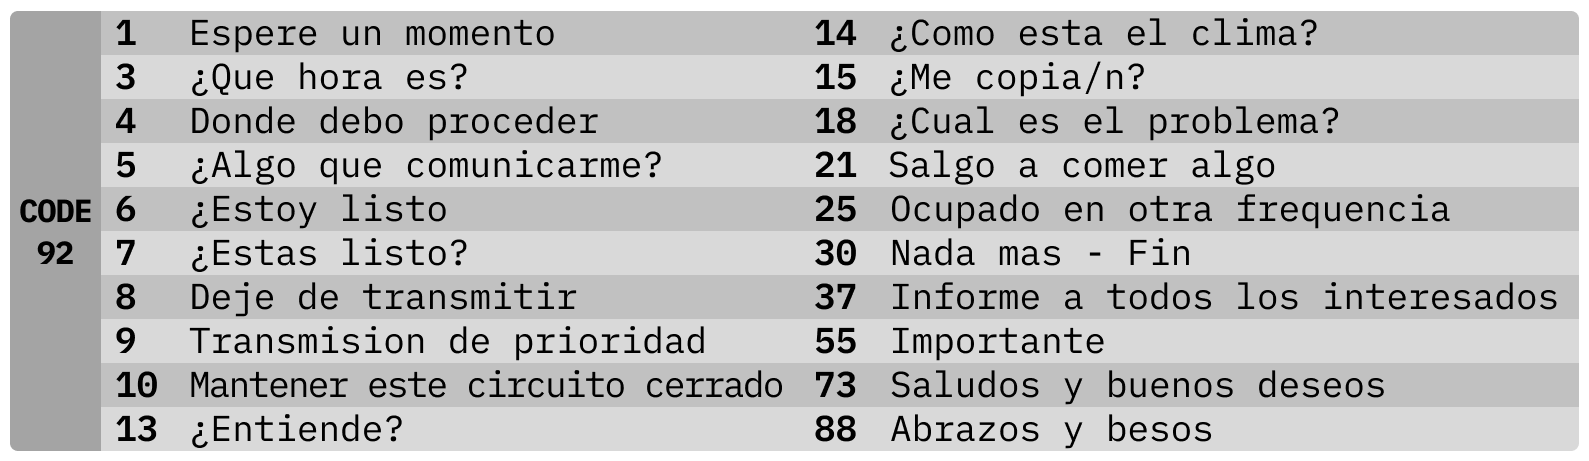 CODE
92
1 Espere un momento
3 ¿Que hora es?
4 Donde debo proceder
5 ¿Algo que comunicarme?
6 ¿Estoy listo
7 ¿Estas listo?
8 Deje de transmitir
9 Transmision de prioridad
10 Mantener este circuito cerrado
13 ¿Entiende?
14 ¿Como esta el clima?
15 ¿Me copia/n?
18 ¿Cual es el problema?
21 Salgo a comer algo
25 Ocupado en otra frequencia
30 Nada mas - Fin
37 Informe a todos los interesados
55 Importante
73 Saludos y buenos deseos
88 Abrazos y besos